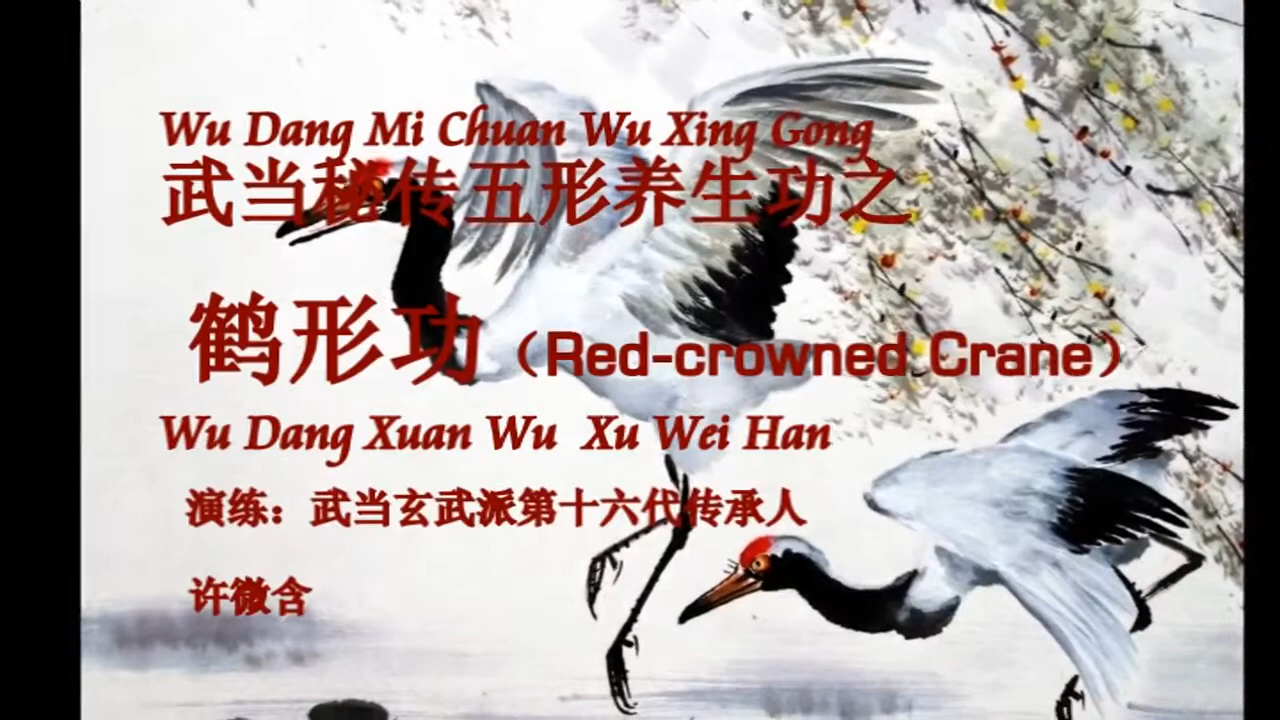 Wu Dang Mi Chuan Wu Xing Gong
武当秘传五形养生功之
鹤形功（Red-crowned Crane）
Wu Dang Xuan Wu Xu Wei Han
演练：武当玄武派第十六代传承人
许微含